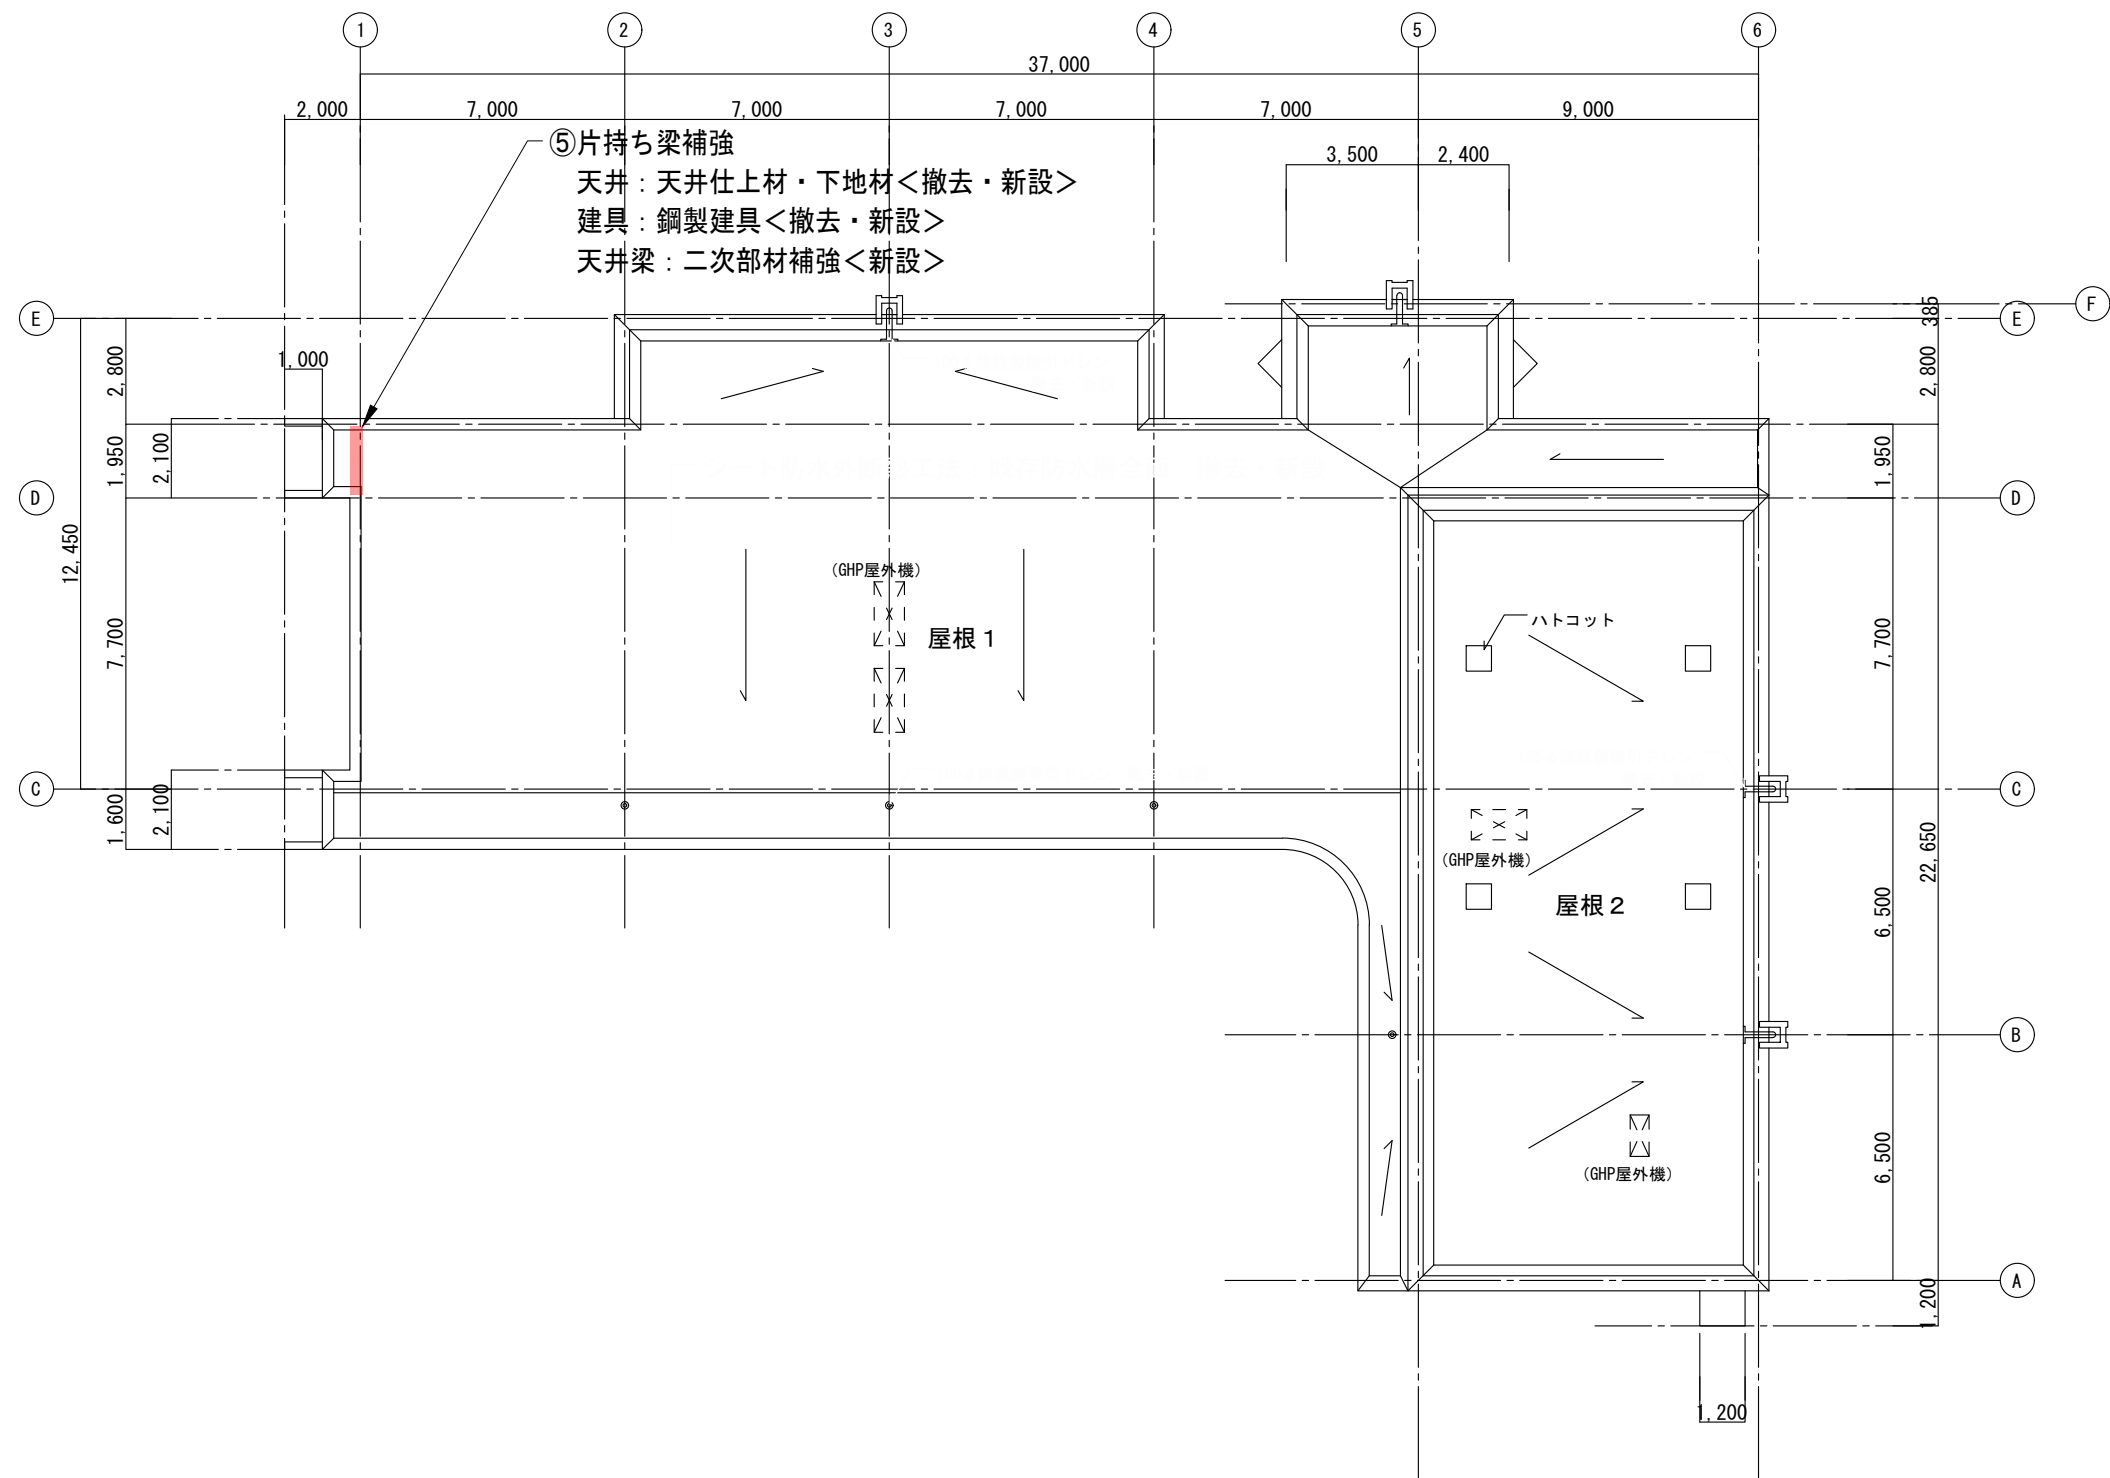 1 2 3 4 5 6
37,000
2,000 7,000 7,000 7,000 7,000 9,000
3,500 2,400
⑤片持ち梁補強
天井：天井仕上材・下地材＜撤去・新設＞
建具：鋼製建具＜撤去・新設＞
天井梁：二次部材補強＜新設＞
E
D
C
1,000
2,800
1,950
2,100
12,450
7,700
1,600
2,100
(GHP屋外機)
屋根１
ハトコット
(GHP屋外機)
屋根２
(GHP屋外機)
F
E
D
C
B
A
385
2,800
1,950
7,700
22,650
6,500
6,500
1,200
1,200